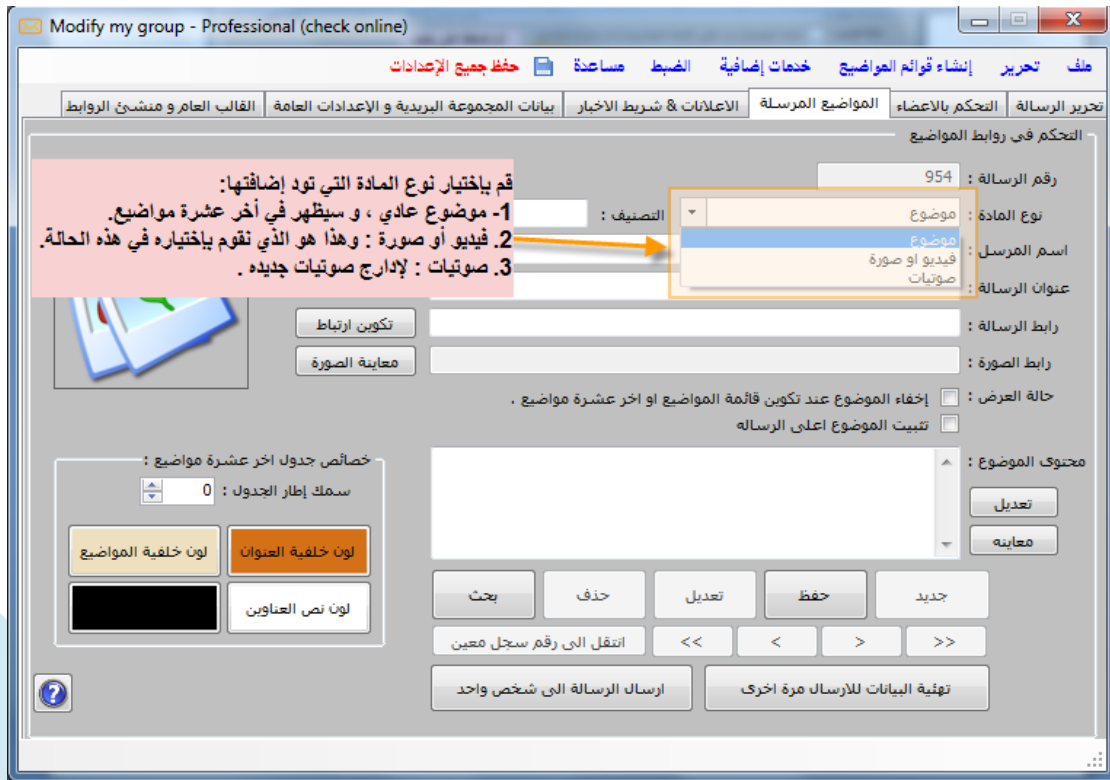 Modify my group - Professional (check online)
ملف تحرير إنشاء قوائم المواضيع خدمات إضافية الضبط مساعدة حفظ جميع الإعدادات
تحرير الرسالة التحكم بالاعضاء المواضيع المرسلة الاعلانات & شريط الاخبار بيانات المجموعة البريدية و الإعدادات العامة القالب العام و منشئ الروابط
التحكم في روابط المواضيع
رقم الرسالة : 954
نوع المادة : موضوع التصنيف :
موضوع
فيديو او صورة
صوتيات
قم بإختيار نوع المادة التي تود إضافتها:
1- موضوع عادي ، و سيظهر في أخر عشرة مواضيع.
2. فيديو أو صورة : وهذا هو الذي نقوم بإختياره في هذه الحالة.
3. صوتيات : لإدارج صوتيات جديده .
اسم المرسل :
عنوان الرسالة :
رابط الرسالة : تكوين ارتباط
رابط الصورة : معاينة الصورة
حالة العرض : إخفاء الموضوع عند تكوين قائمة المواضيع او اخر عشرة مواضيع .
تثبيت الموضوع اعلى الرساله
محتوى الموضوع :
تعديل
معاينه
خصائص جدول اخر عشرة مواضيع :
سمك إطار الجدول : 0
لون خلفية العنوان لون خلفية المواضيع
لون نص العناوين
جديد حفظ تعديل حذف بحث
<< < > >> انتقل الى رقم سجل معين
تهئية البيانات للارسال مرة اخرى ارسال الرسالة الى شخص واحد